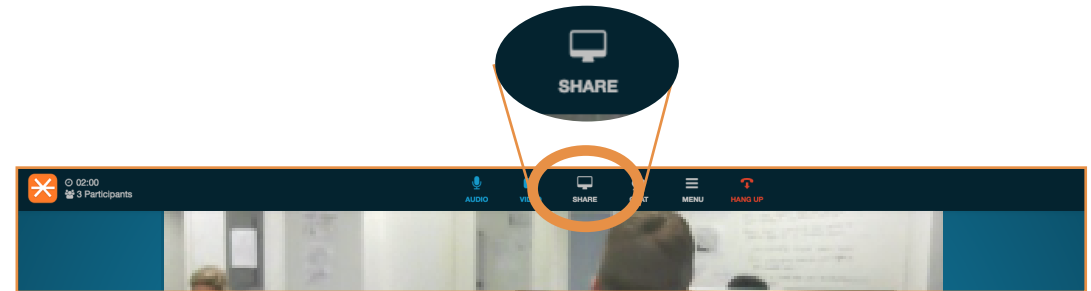 SHARE
02:00
3 Participants
AUDIO
SHARE
MENU
HANG UP